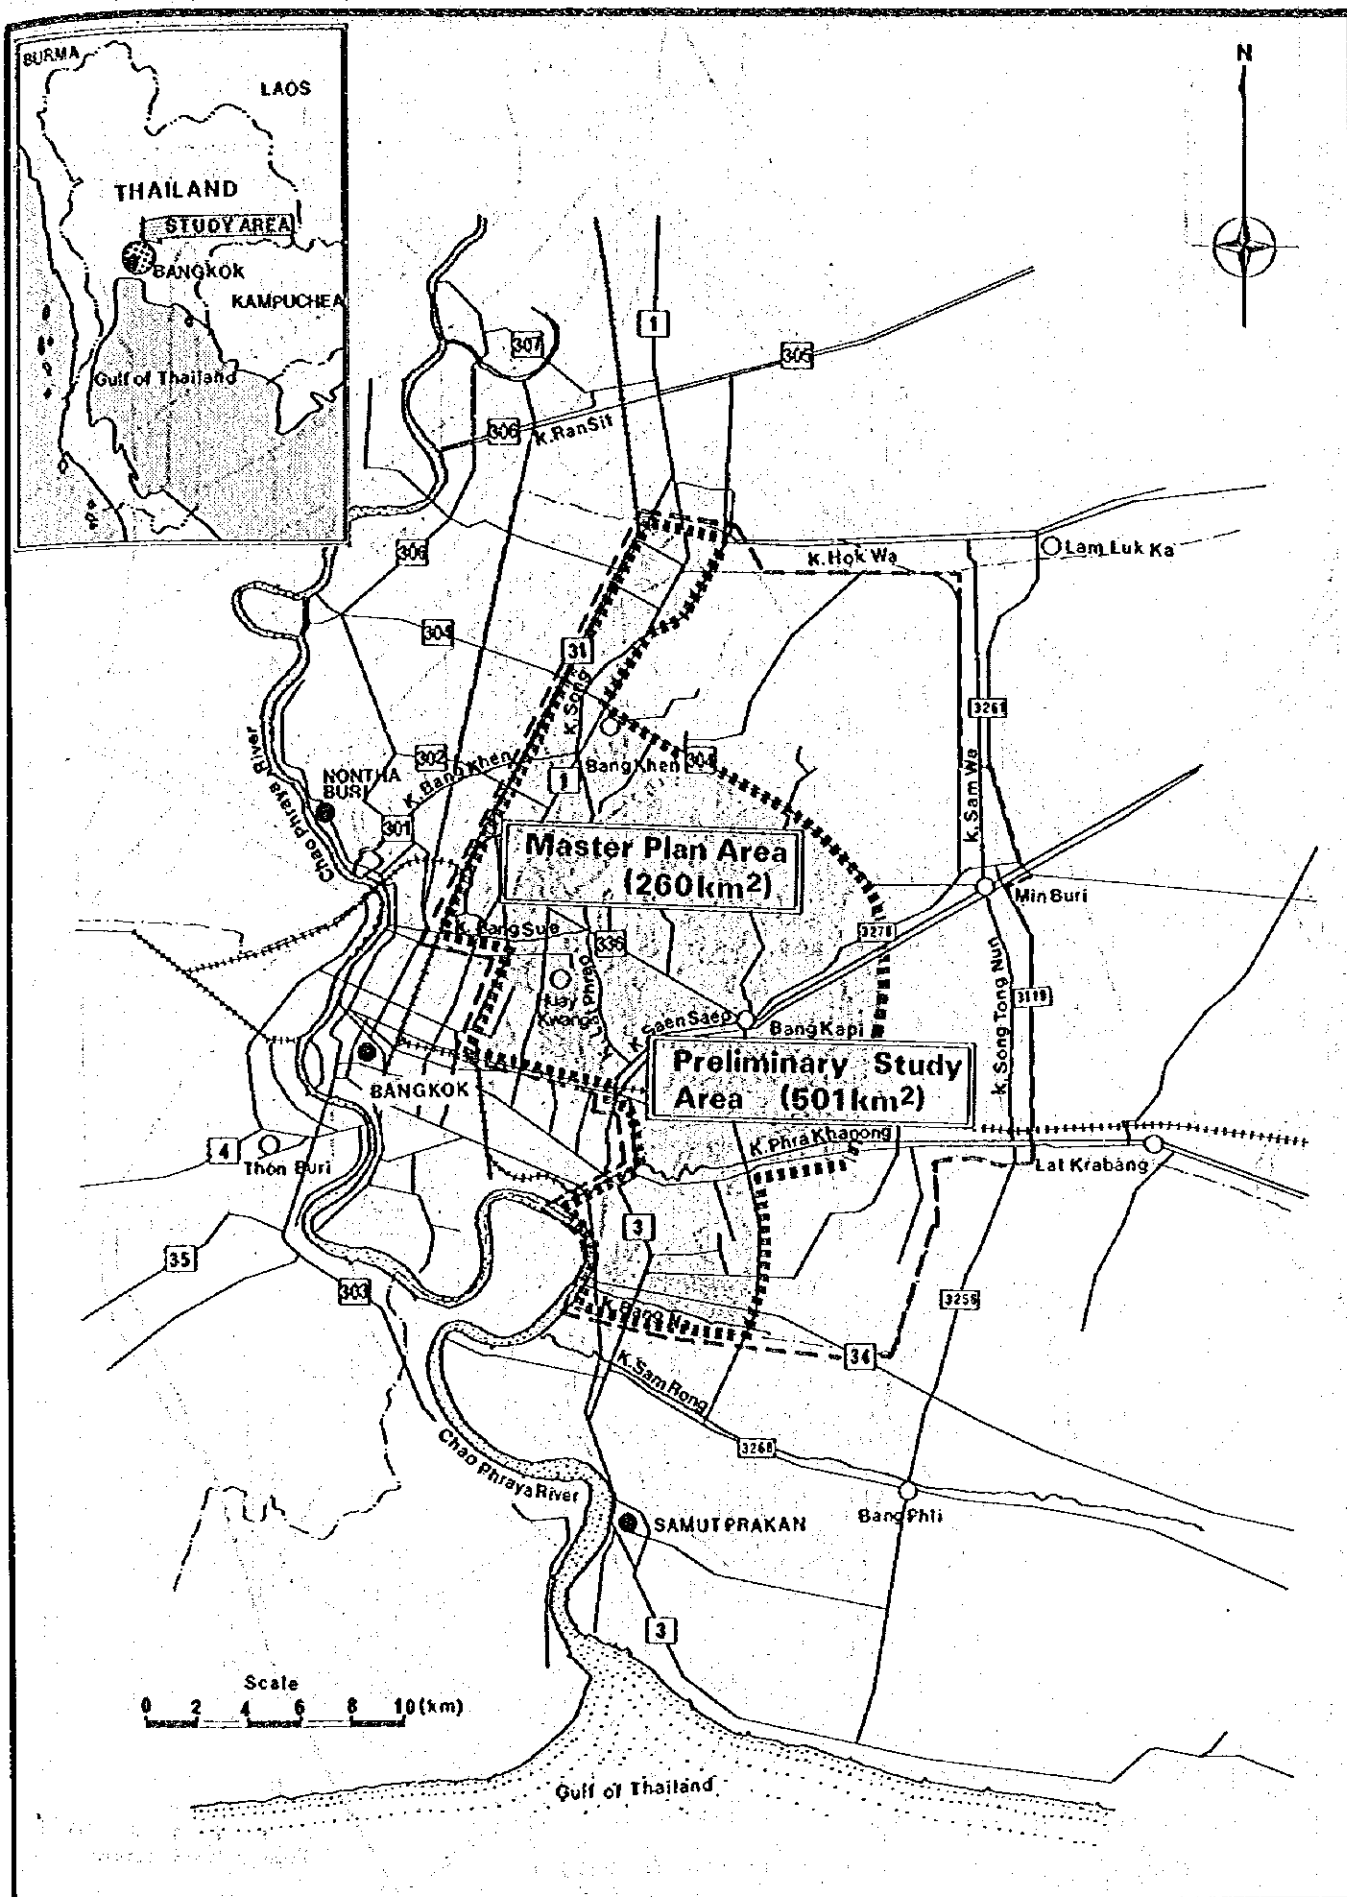 BURMA
LAOS
THAILAND
STUDY AREA
BANGKOK
KAMPUCHEA
Gulf of Thailand
N
1
307
305
306
K.Ran Sit
306
K.Hok Wa
Lam Luk Ka
304
31
K.Song
3261
Chao Phraya River
302
K.Bang Khen
Bang Khen
304
NONTHA
BURI
1
K.Sam Wa
301
Master Plan Area
(260km²)
Min Buri
K. Bang Sue
336
3278
Huay
Kwang
Lat Phrao
K.Saen Saep
Bang Kapi
K.Song Tong Nun
3119
BANGKOK
Preliminary Study
Area (501km²)
4
Thon Buri
K.Phra Khanong
Lat Krabang
3
35
303
K.Bang Na
3256
34
K.Sam Rong
3268
Chao Phraya River
SAMUT PRAKAN
Bang Phli
3
Scale
0 2 4 6 8 10(km)
Gulf of Thailand